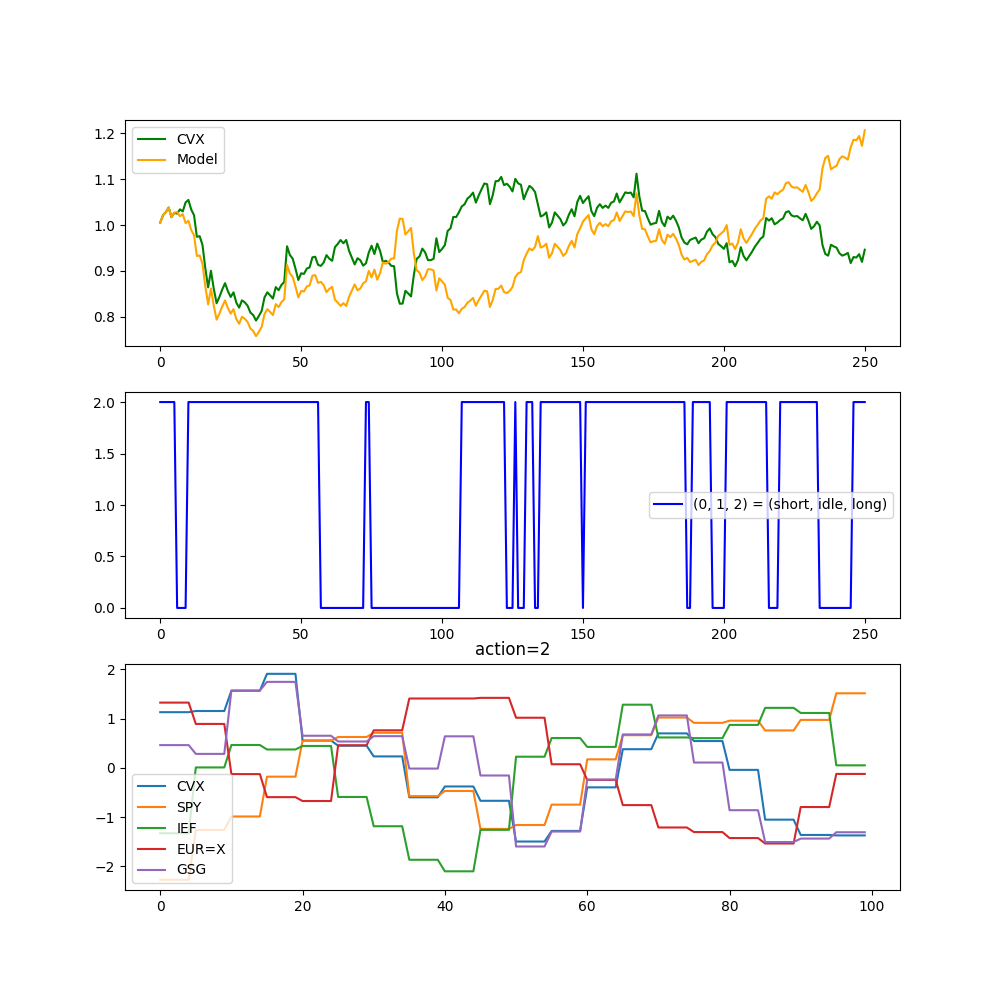 1.2
1.1
1.0
0.9
0.8
CVX
Model
0 50 100 150 200 250
2.0
1.5
1.0
0.5
0.0
(0, 1, 2) = (short, idle, long)
0 50 100 150 200 250
action=2
2
1
0
−1
−2
CVX
SPY
IEF
EUR=X
GSG
0 20 40 60 80 100